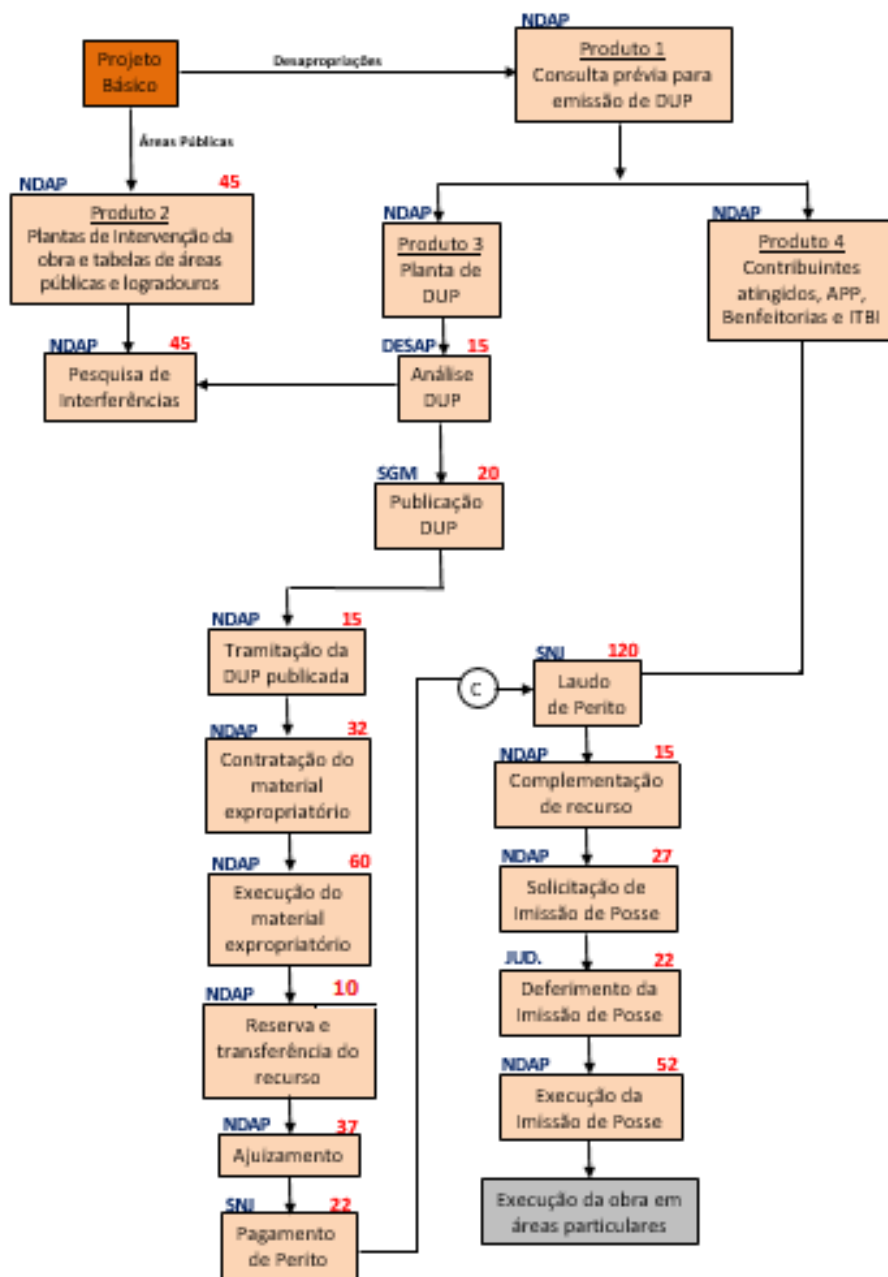 Projeto
Básico
Desapropriações
NDAP
Produto 1
Consulta prévia para
emissão de DUP
Áreas Públicas
NDAP 45
Produto 2
Plantas de Intervenção da
obra e tabelas de áreas
públicas e logradouros
NDAP
Produto 3
Planta de
DUP
NDAP
Produto 4
Contribuintes
atingidos, APP,
Benfeitorias e ITBI
NDAP 45
Pesquisa de
Interferências
DESAP 15
Análise
DUP
SGM 20
Publicação
DUP
NDAP 15
Tramitação da
DUP publicada
NDAP 32
Contratação do
material
expropriatório
NDAP 60
Execução do
material
expropriatório
NDAP 10
Reserva e
transferência do
recurso
NDAP 37
Ajuizamento
SNJ 22
Pagamento
de Perito
C
SNJ 120
Laudo
de Perito
NDAP 15
Complementação
de recurso
NDAP 27
Solicitação de
Imissão de Posse
JUD. 22
Deferimento da
Imissão de Posse
NDAP 52
Execução da
Imissão de Posse
Execução da obra em
áreas particulares